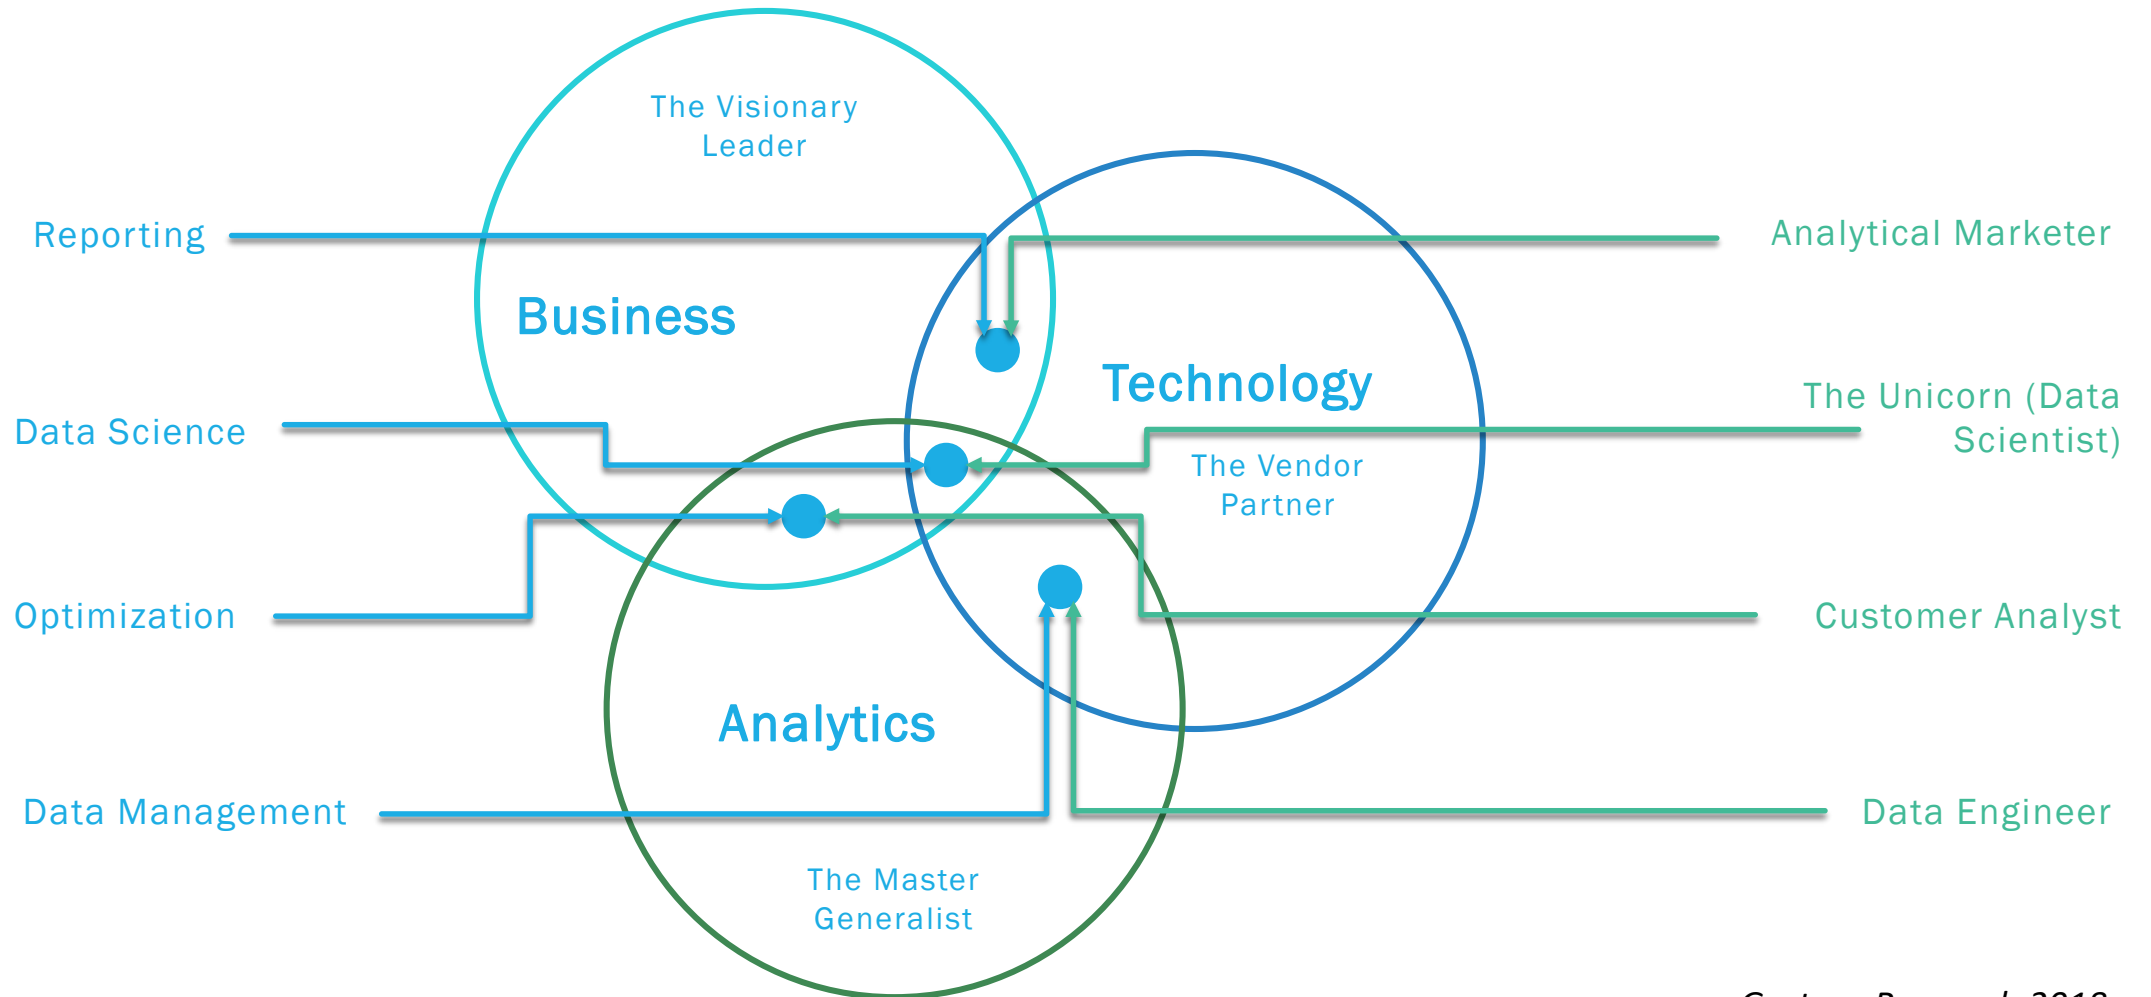 The Visionary
Leader
Reporting
Analytical Marketer
Business
Technology
The Unicorn (Data
Scientist)
Data Science
The Vendor
Partner
Optimization
Customer Analyst
Analytics
Data Management
Data Engineer
The Master
Generalist
2018